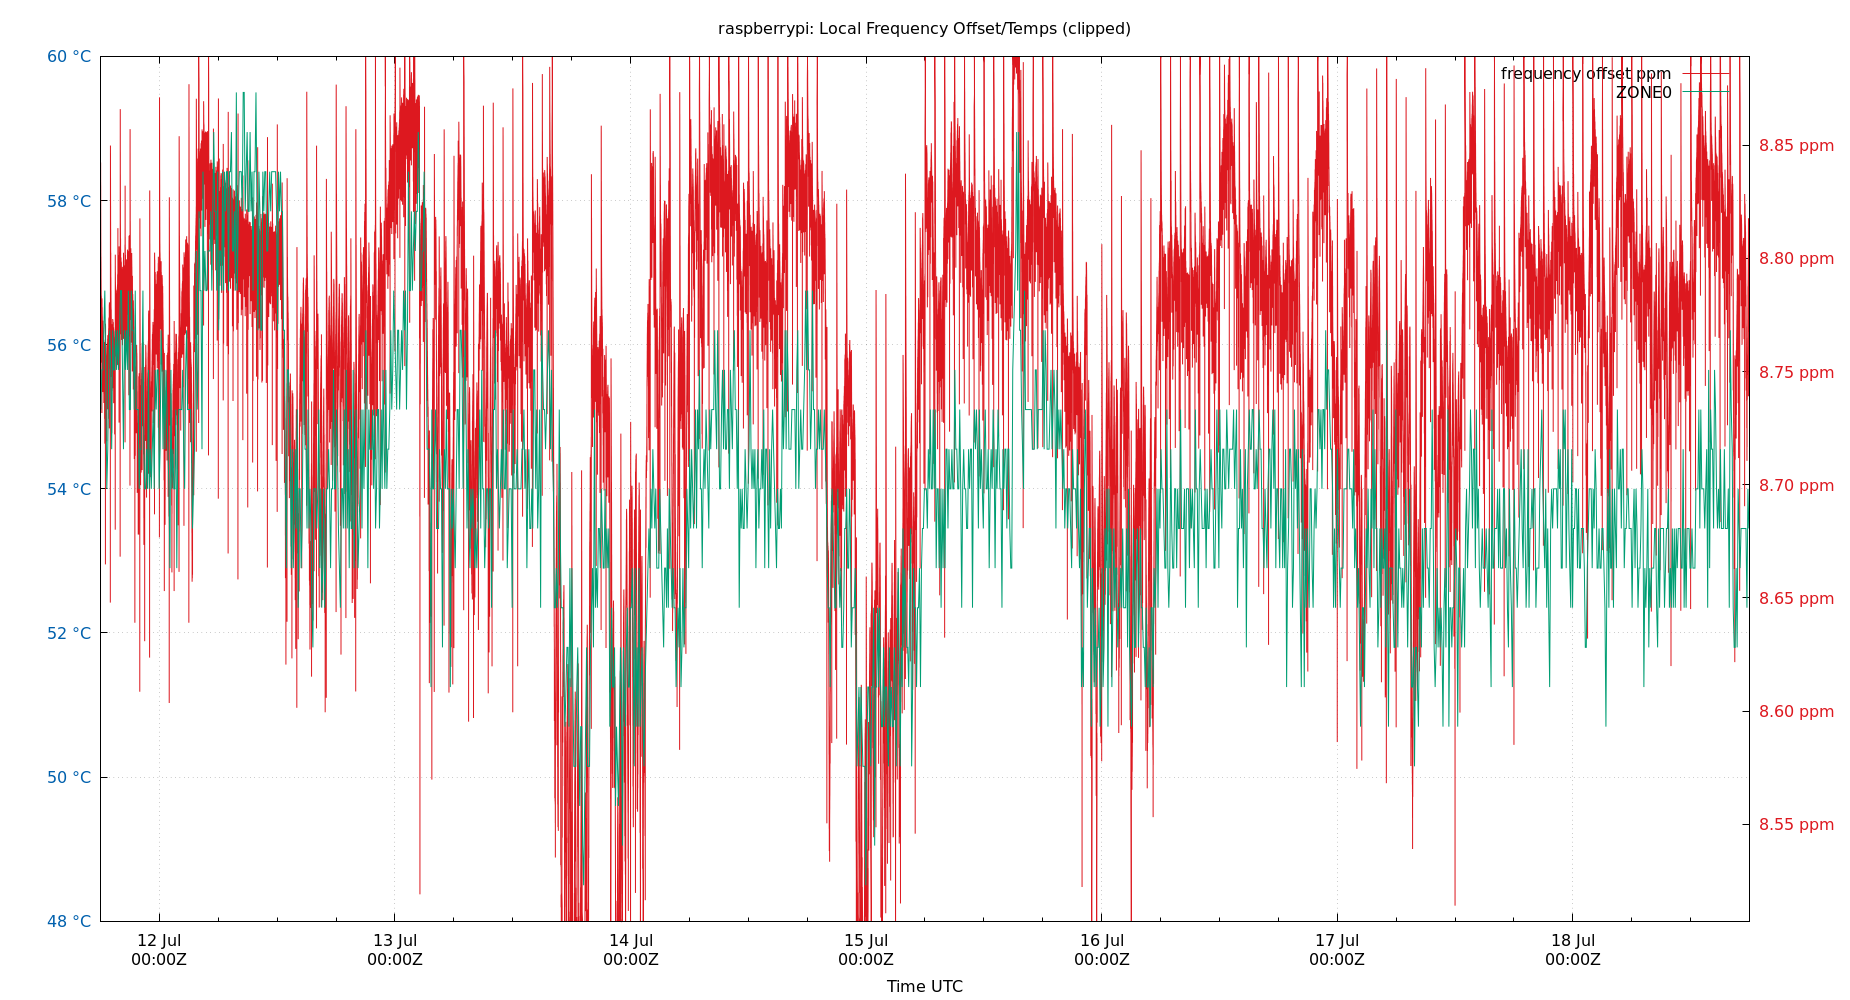 raspberrypi: Local Frequency Offset/Temps (clipped)
60 °C
58 °C
56 °C
54 °C
52 °C
50 °C
48 °C
frequency offset ppm
ZONE0
8.85 ppm
8.80 ppm
8.75 ppm
8.70 ppm
8.65 ppm
8.60 ppm
8.55 ppm
12 Jul
00:00Z
13 Jul
00:00Z
14 Jul
00:00Z
15 Jul
00:00Z
16 Jul
00:00Z
17 Jul
00:00Z
18 Jul
00:00Z
Time UTC